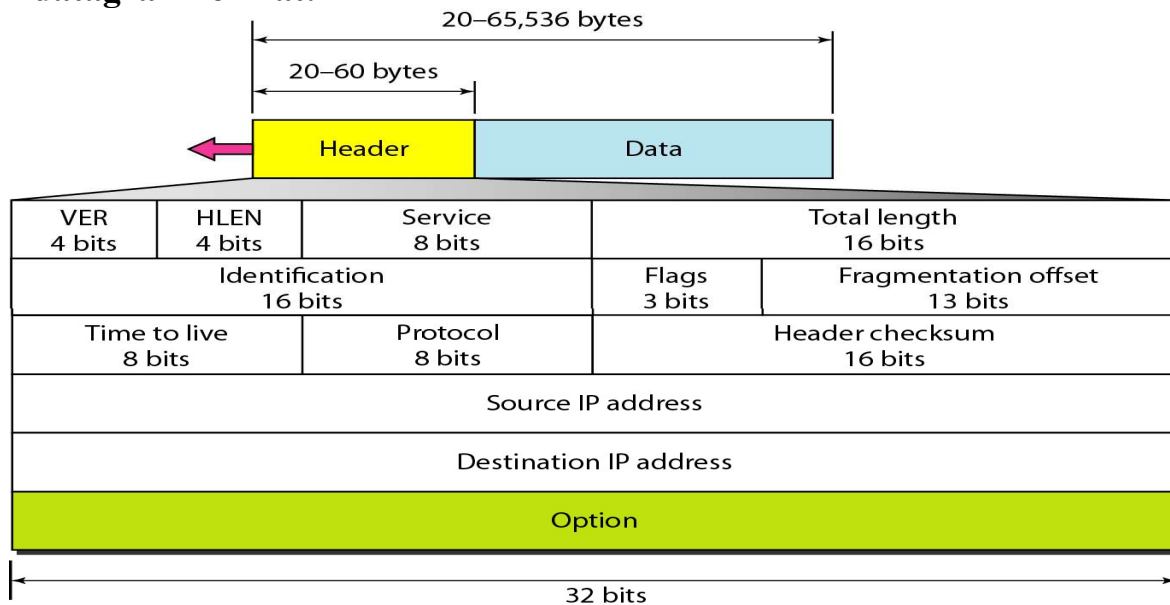 20–65,536 bytes
20–60 bytes
Header
Data
VER
4 bits
HLEN
4 bits
Service
8 bits
Total length
16 bits
Identification
16 bits
Flags
3 bits
Fragmentation offset
13 bits
Time to live
8 bits
Protocol
8 bits
Header checksum
16 bits
Source IP address
Destination IP address
Option
32 bits